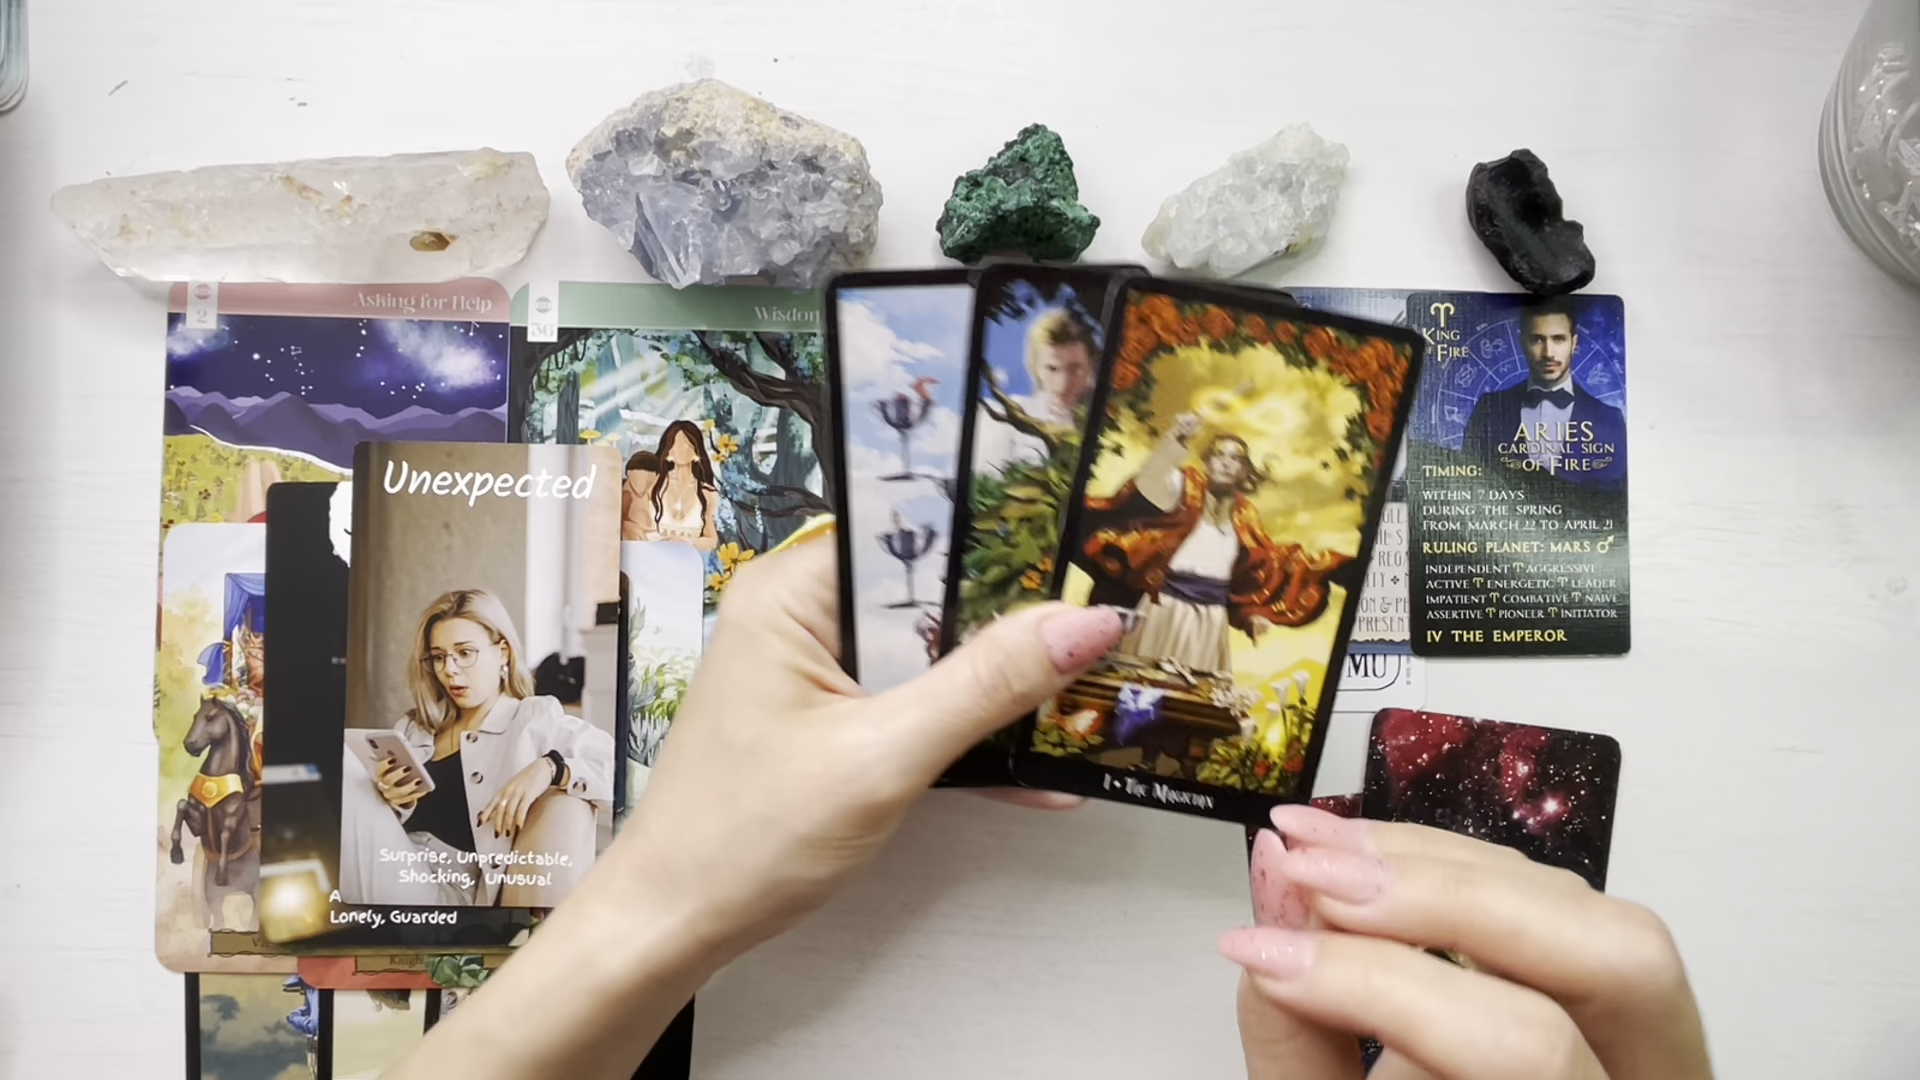 2
Asking for Help
36
Wisdom
Unexpected
Surprise, Unpredictable,
Shocking, Unusual
Lonely, Guarded
Knigh
I • The Magician
MU
KING
OF FIRE
ARIES
CARDINAL SIGN
OF FIRE
TIMING:
WITHIN 7 DAYS
DURING THE SPRING
FROM MARCH 22 TO APRIL 21
RULING PLANET: MARS ♂
INDEPENDENT ♈ AGGRESSIVE
ACTIVE ♈ ENERGETIC ♈ LEADER
IMPATIENT ♈ COMBATIVE ♈ NAIVE
ASSERTIVE ♈ PIONEER ♈ INITIATOR
IV THE EMPEROR